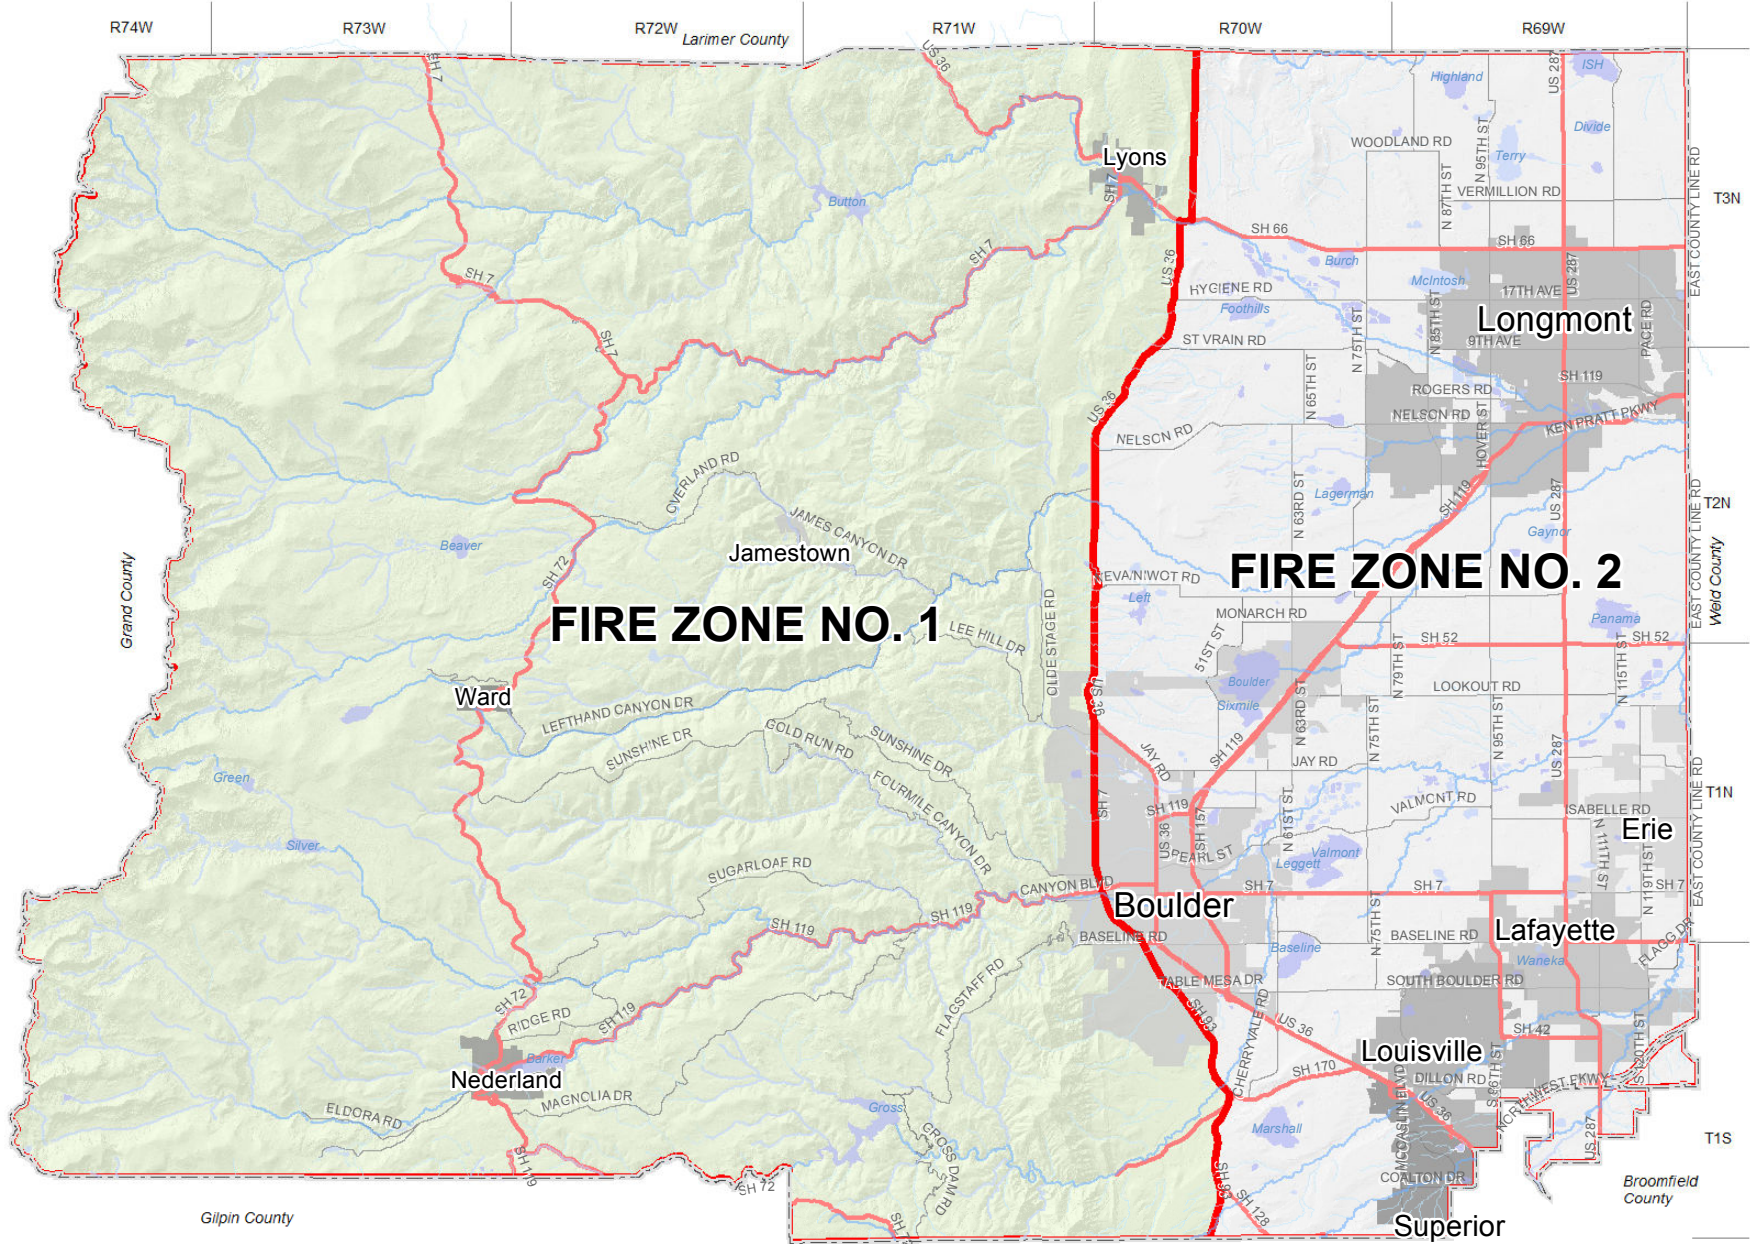 R74W
R73W
R72W
Larimer County
R71W
R70W
R69W
SH 7
US 36
US 287
ISH
Highland
Divide
WOODLAND RD
N 95TH ST
Terry
Lyons
N 87TH ST
VERMILLION RD
EAST COUNTY LINE RD
T3N
Button
SH 7
SH 7
SH 66
SH 66
SH 7
US 36
Burch
McIntosh
US 287
HYGIENE RD
17TH AVE
Foothills
Longmont
N 85TH ST
N 75TH ST
PACE RD
ST VRAIN RD
9TH AVE
SH 7
N 65TH ST
SH 119
ROGERS RD
US 36
NELSON RD
NELSON RD
KEN PRATT PKWY
HOVER ST
OVERLAND RD
N 63RD ST
Lagerman
SH 119
US 287
EAST COUNTY LINE RD
T2N
JAMES CANYON DR
Gaynor
Beaver
Jamestown
Grand County
SH 72
FIRE ZONE NO. 2
Weld County
NEVA/NIWOT RD
Left
FIRE ZONE NO. 1
OLDE STAGE RD
MONARCH RD
Panama
LEE HILL DR
51ST ST
SH 52
SH 52
N 79TH ST
N 115TH ST
Ward
US 36
Boulder
LOOKOUT RD
LEFTHAND CANYON DR
Sixmile
N 63RD ST
GOLD RUN RD
SUNSHINE DR
SUNSHINE DR
N 75TH ST
N 95TH ST
SH 119
JAY RD
JAY RD
US 287
Green
FOURMILE CANYON DR
SH 7
SH 119
VALMONT RD
ISABELLE RD
T1N
EAST COUNTY LINE RD
SH 157
N 61ST ST
Erie
N 111TH ST
Silver
US 36
PEARL ST
Valmont
Leggett
N 119TH ST
SUGARLOAF RD
CANYON BLVD
SH 7
SH 7
SH 7
Boulder
SH 119
SH 119
N 75TH ST
BASELINE RD
Baseline
BASELINE RD
Lafayette
Waneka
FLAGG DR
FLAGSTAFF RD
TABLE MESA DR
SOUTH BOULDER RD
SH 72
RIDGE RD
SH 119
SH 93
US 36
SH 42
CHERRYVALE RD
Barker
Louisville
S 120TH ST
Nederland
SH 170
DILLON RD
S 96TH ST
NORTHWEST PKWY
MAGNOLIA DR
ELDORA RD
Gross
MCCASLIN BLVD
US 36
GROSS DAM RD
Marshall
US 287
T1S
SH 119
SH 72
SH 93
COALTON DR
Broomfield
County
Gilpin County
SH 128
Superior